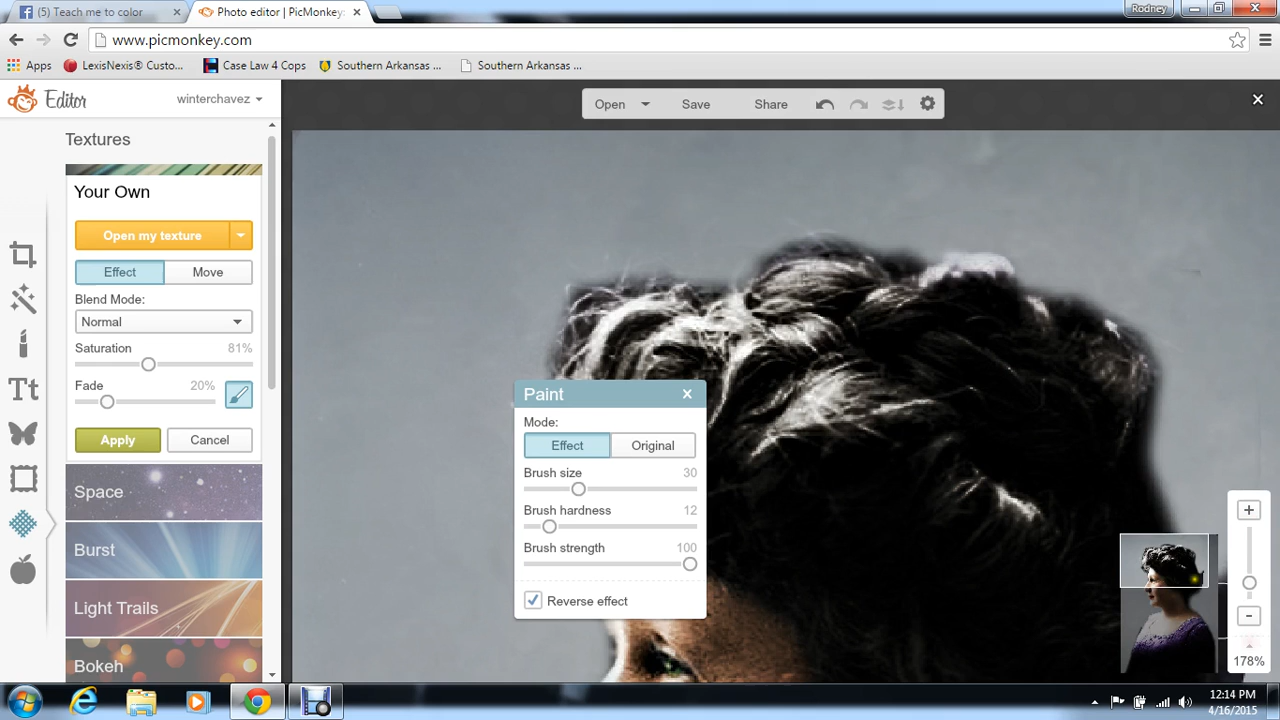 (5) Teach me to color
Photo editor | PicMonkey:
Rodney
www.picmonkey.com
Apps
LexisNexis® Custo...
Case Law 4 Cops
Southern Arkansas ...
Southern Arkansas ...
Editor
winterchavez
Open
Save
Share
Textures
Your Own
Open my texture
Effect
Move
Blend Mode:
Normal
Saturation
81%
Fade
20%
Apply
Cancel
Space
Burst
Light Trails
Bokeh
Tt
Paint
Mode:
Effect
Original
Brush size
30
Brush hardness
12
Brush strength
100
Reverse effect
178%
12:14 PM
4/16/2015